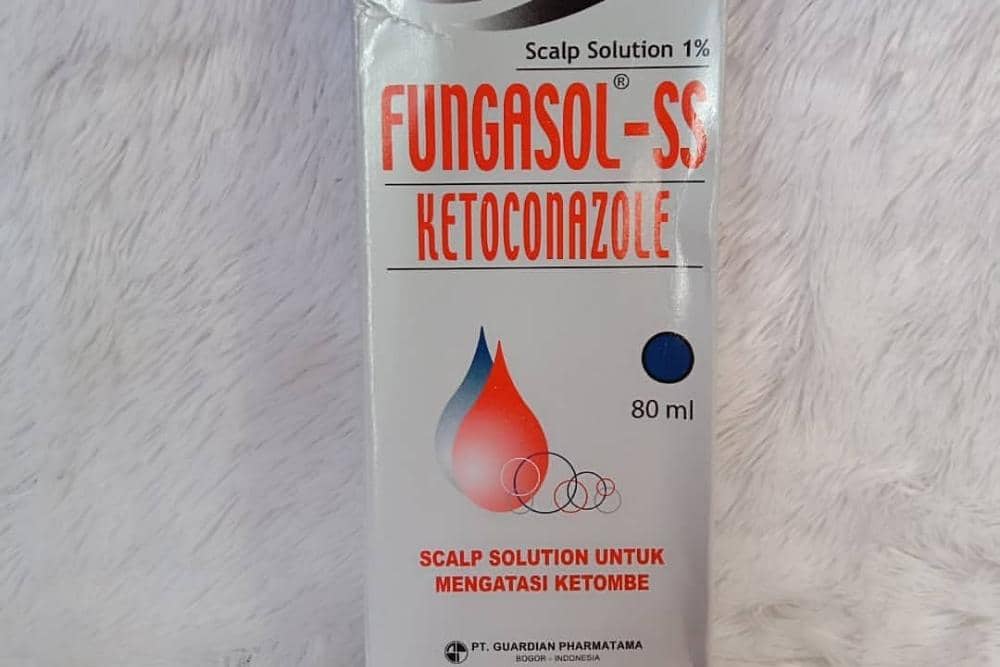 Scalp Solution 1%
FUNGASOL®-SS
KETOCONAZOLE
80 ml
SCALP SOLUTION UNTUK
MENGATASI KETOMBE
PT. GUARDIAN PHARMATAMA
BOGOR - INDONESIA